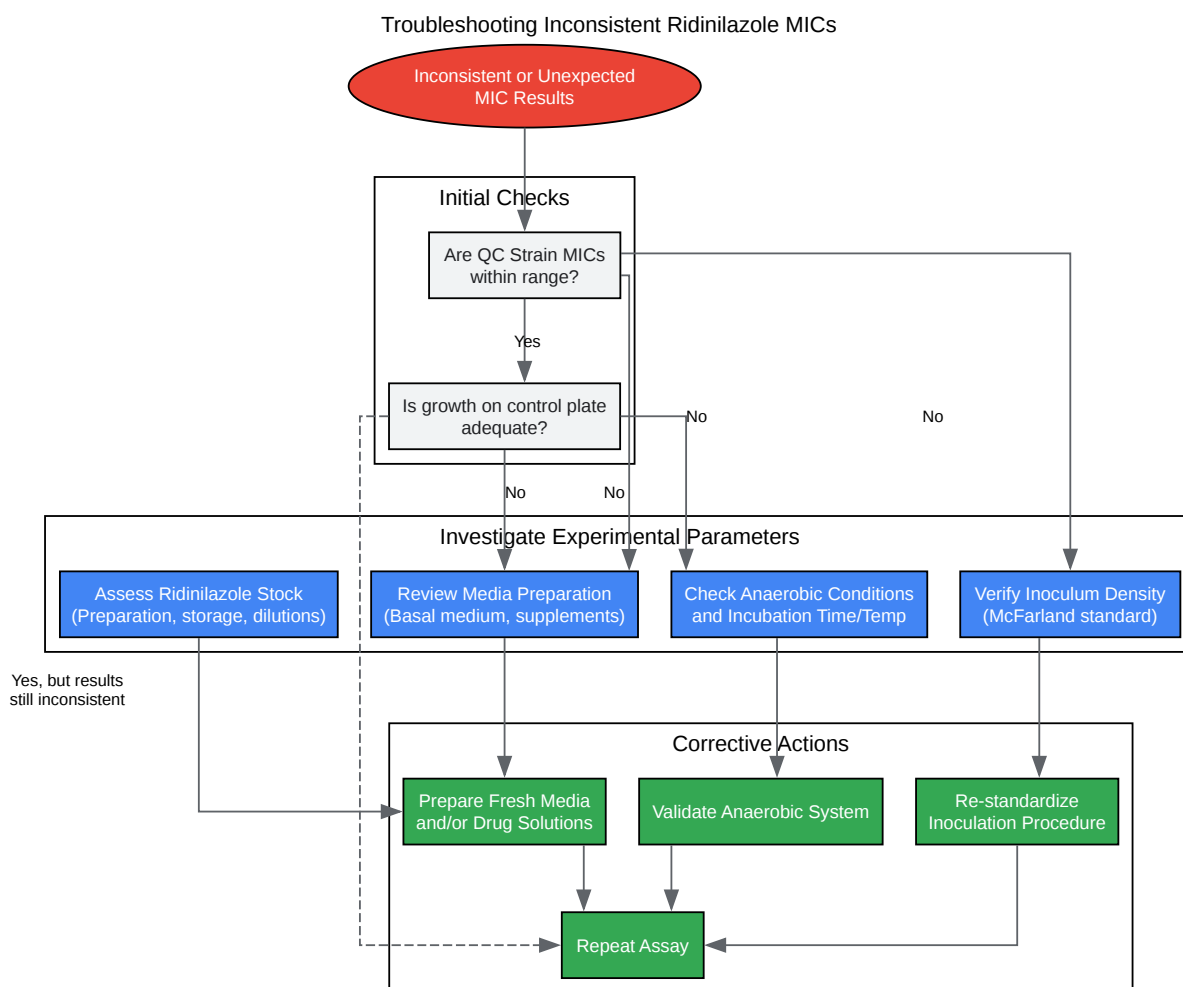 Troubleshooting Inconsistent Ridinilazole MICs
Inconsistent or Unexpected
MIC Results
Initial Checks
Are QC Strain MICs
within range?
Yes
Is growth on control plate
adequate?
No
No
No
No
Investigate Experimental Parameters
Assess Ridinilazole Stock
(Preparation, storage, dilutions)
Review Media Preparation
(Basal medium, supplements)
Check Anaerobic Conditions
and Incubation Time/Temp
Verify Inoculum Density
(McFarland standard)
Yes, but results
still inconsistent
Corrective Actions
Prepare Fresh Media
and/or Drug Solutions
Validate Anaerobic System
Re-standardize
Inoculation Procedure
Repeat Assay